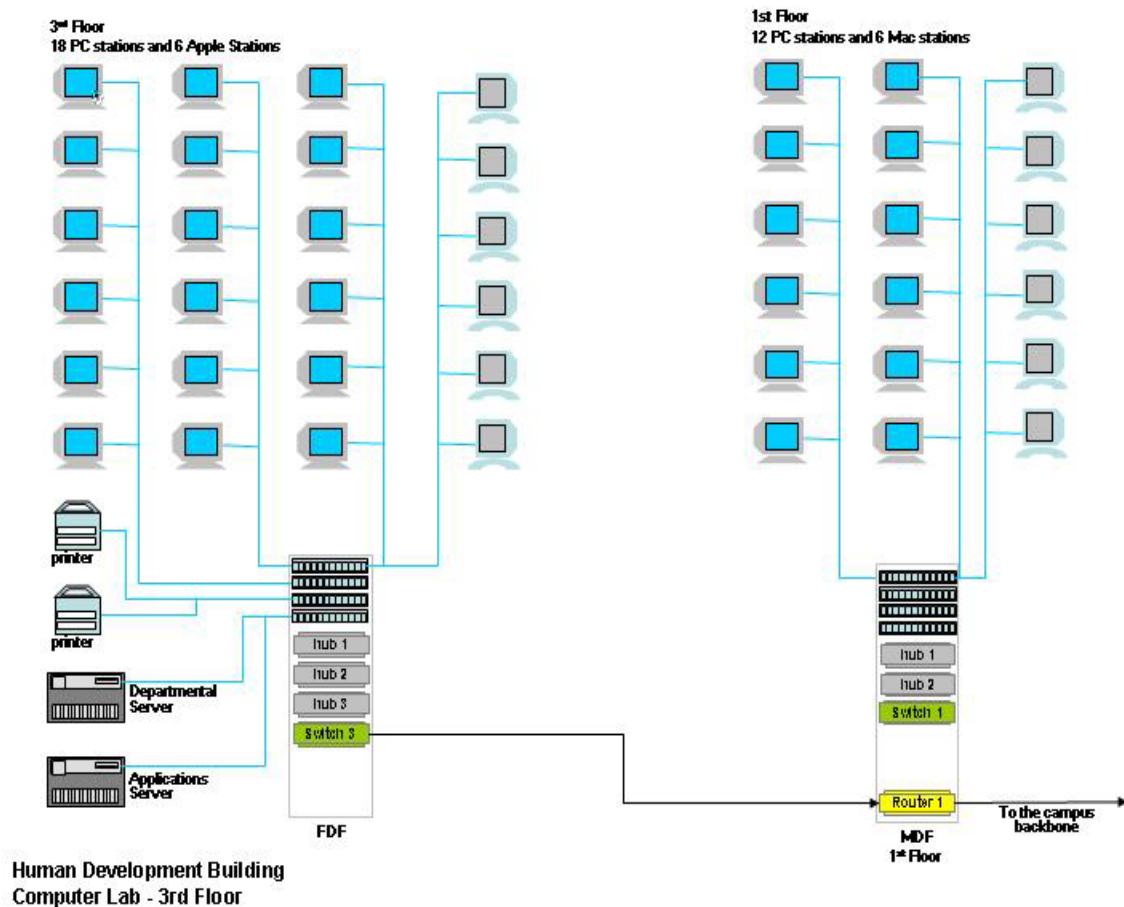 3rd Floor
18 PC stations and 6 Apple Stations
1st Floor
12 PC stations and 6 Mac stations
printer
printer
Departmental
Server
Applications
Server
hub 1
hub 2
hub 3
Switch 3
FDF
hub 1
hub 2
Switch 1
Router 1
MDF
1st Floor
To the campus
backbone
Human Development Building
Computer Lab - 3rd Floor